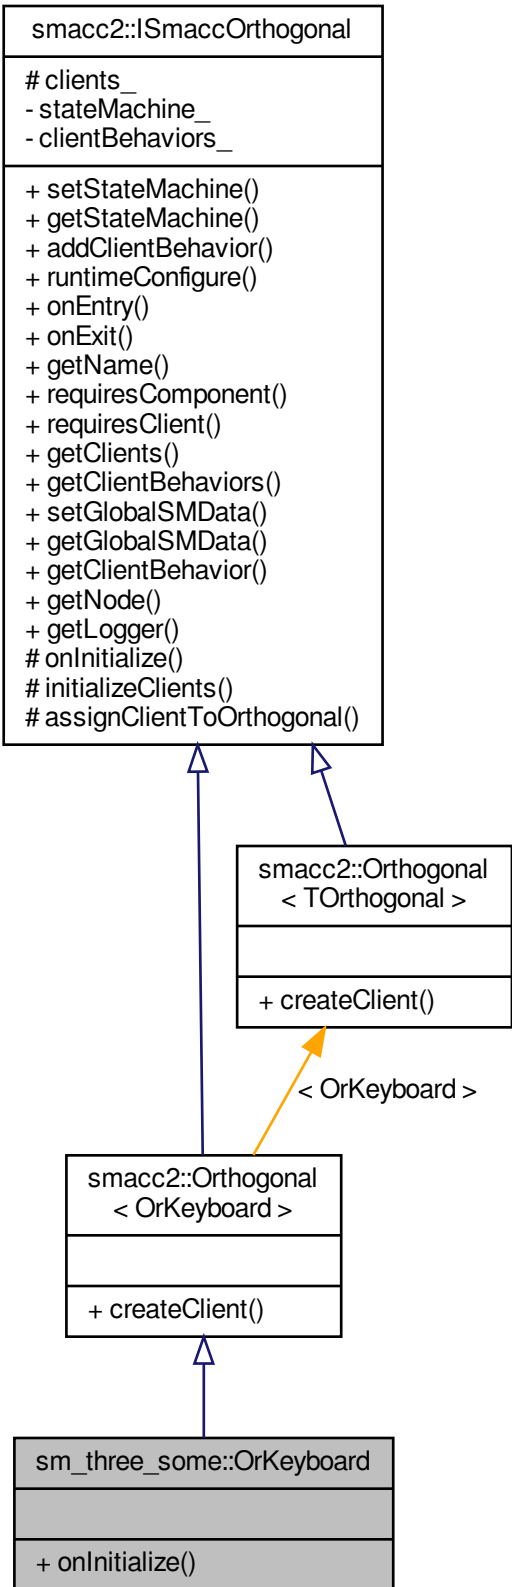 smacc2::ISmaccOrthogonal
# clients_
- stateMachine_
- clientBehaviors_
+ setStateMachine()
+ getStateMachine()
+ addClientBehavior()
+ runtimeConfigure()
+ onEntry()
+ onExit()
+ getName()
+ requiresComponent()
+ requiresClient()
+ getClients()
+ getClientBehaviors()
+ setGlobalSMData()
+ getGlobalSMData()
+ getClientBehavior()
+ getNode()
+ getLogger()
# onInitialize()
# initializeClients()
# assignClientToOrthogonal()
smacc2::Orthogonal
< TOrthogonal >
+ createClient()
< OrKeyboard >
smacc2::Orthogonal
< OrKeyboard >
+ createClient()
sm_three_some::OrKeyboard
+ onInitialize()